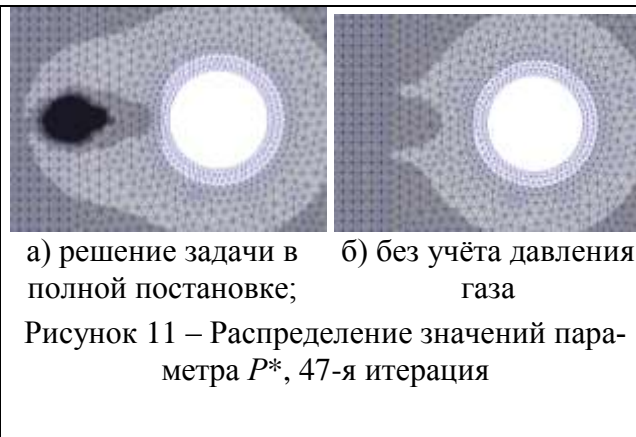 а) решение задачи в
полной постановке;
б) без учёта давления
газа
Рисунок 11 – Распределение значений пара-
метра P*, 47-я итерация